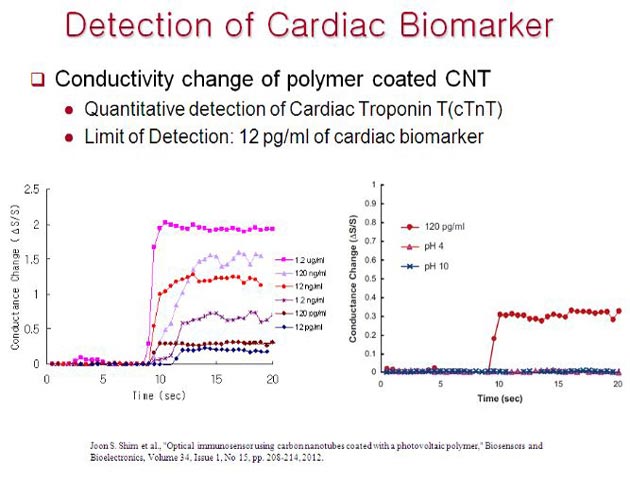 Detection of Cardiac Biomarker
Conductivity change of polymer coated CNT
Quantitative detection of Cardiac Troponin T(cTnT)
Limit of Detection: 12 pg/ml of cardiac biomarker
Conductance Change ( ΔS/S)
2.5
2
1.5
1
0.5
0
0
5
10
15
20
Time (sec)
1.2 ug/ml
120 ng/ml
12 ng/ml
1.2 ng/ml
120 pg/ml
12 pg/ml
Conductance Change (ΔS/S)
1
0.9
0.8
0.7
0.6
0.5
0.4
0.3
0.2
0.1
0
0
5
10
15
20
Time (sec)
120 pg/ml
pH 4
pH 10
Joon S. Shim et al., "Optical immunosensor using carbon nanotubes coated with a photovoltaic polymer," Biosensors and
Bioelectronics, Volume 34, Issue 1, No 15, pp. 208-214, 2012.